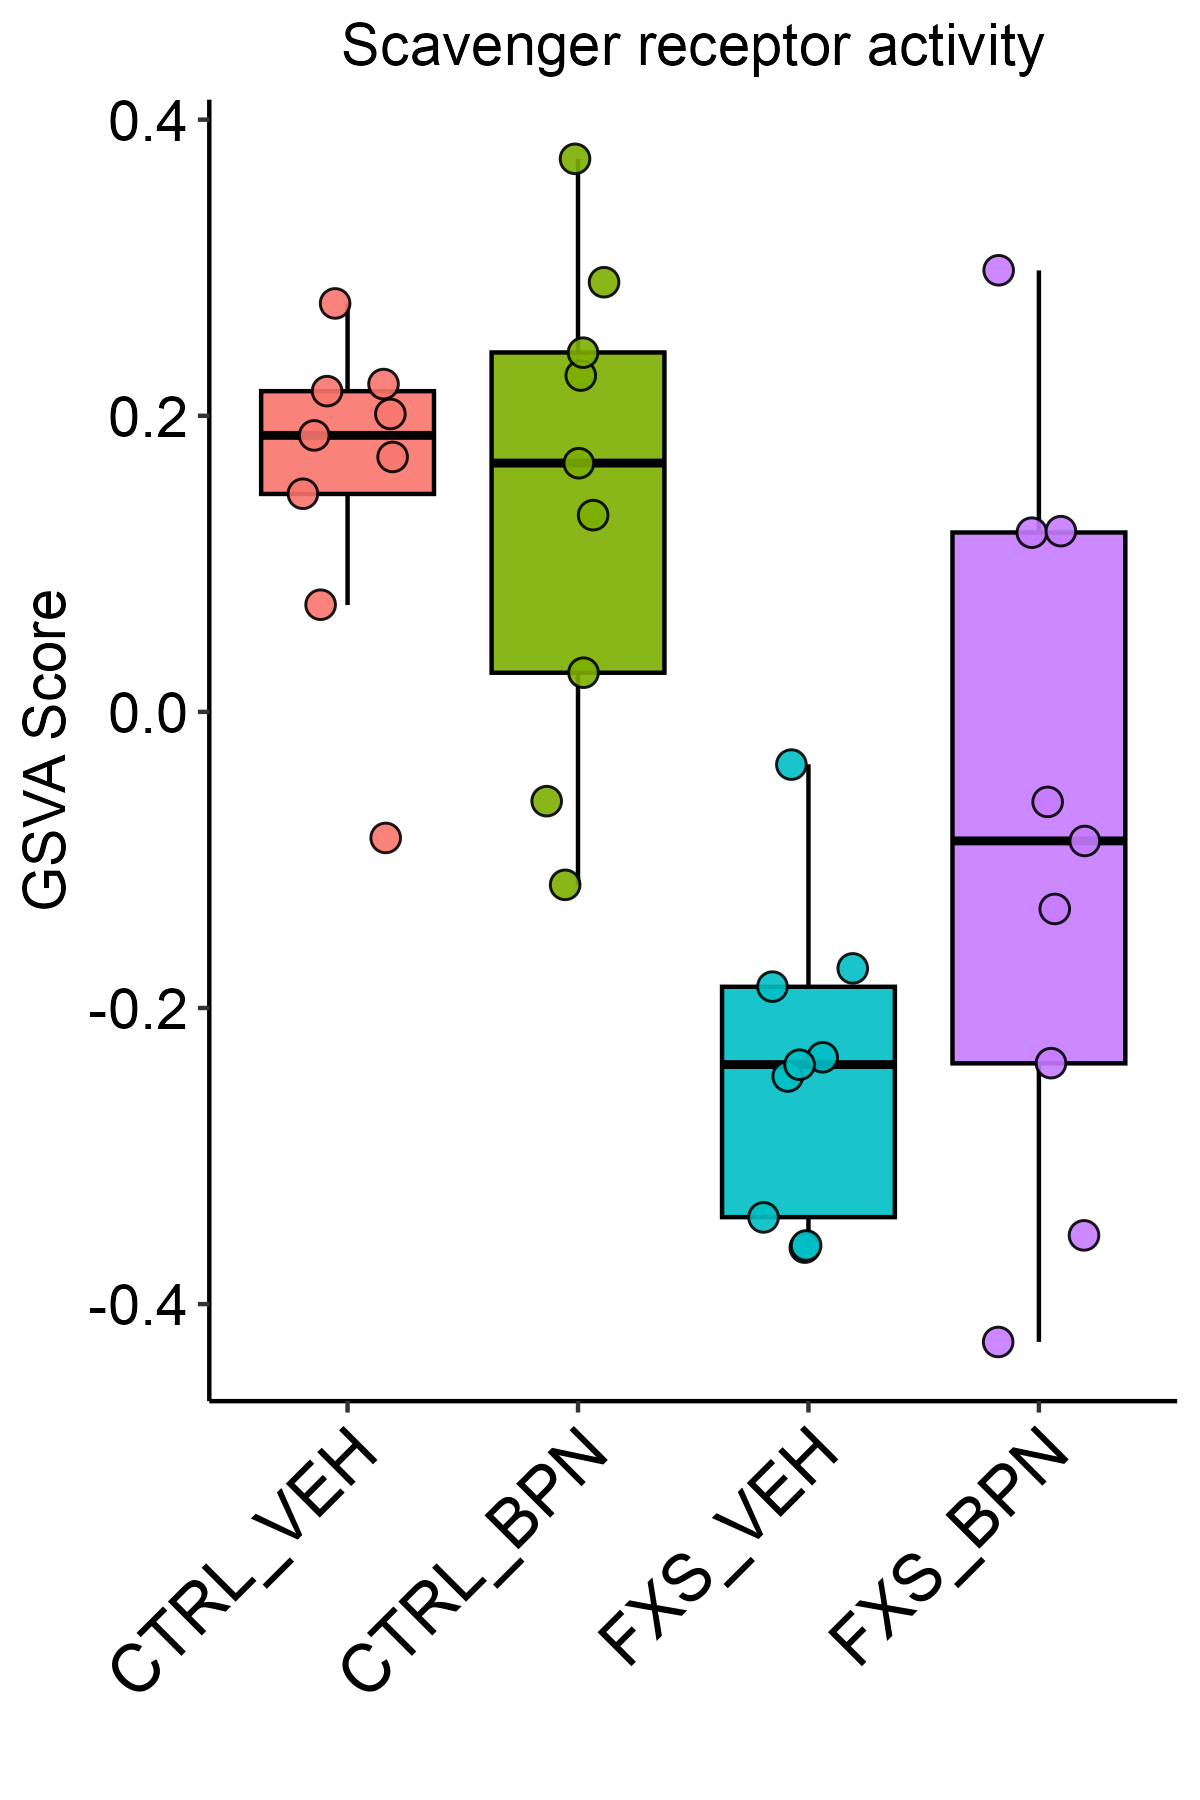 Scavenger receptor activity
GSVA Score
0.4
0.2
0.0
-0.2
-0.4
CTRL_VEH
CTRL_BPN
FXS_VEH
FXS_BPN